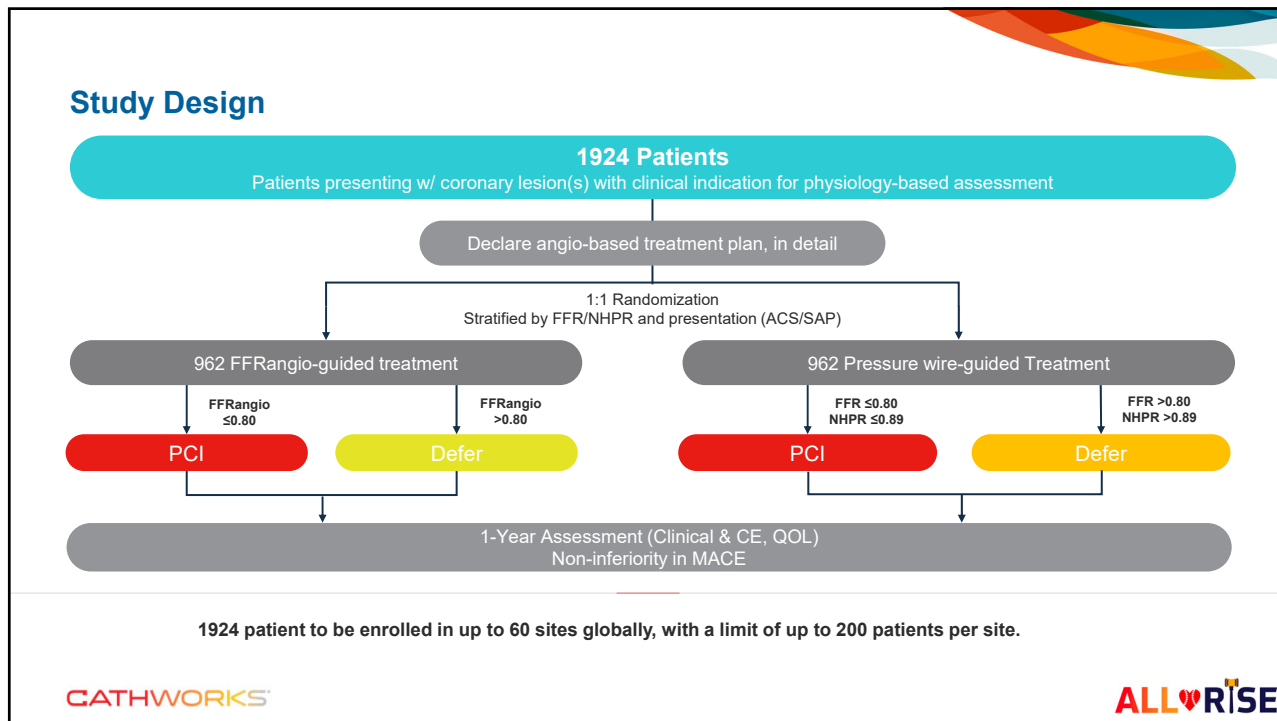 Study Design
1924 Patients
Patients presenting w/ coronary lesion(s) with clinical indication for physiology-based assessment
Declare angio-based treatment plan, in detail
1:1 Randomization
Stratified by FFR/NHPR and presentation (ACS/SAP)
962 FFRangio-guided treatment
962 Pressure wire-guided Treatment
FFRangio
≤0.80
FFRangio
>0.80
FFR ≤0.80
NHPR ≤0.89
FFR >0.80
NHPR >0.89
PCI
Defer
PCI
Defer
1-Year Assessment (Clinical & CE, QOL)
Non-inferiority in MACE
1924 patient to be enrolled in up to 60 sites globally, with a limit of up to 200 patients per site.
CATHWORKS
ALL RISE